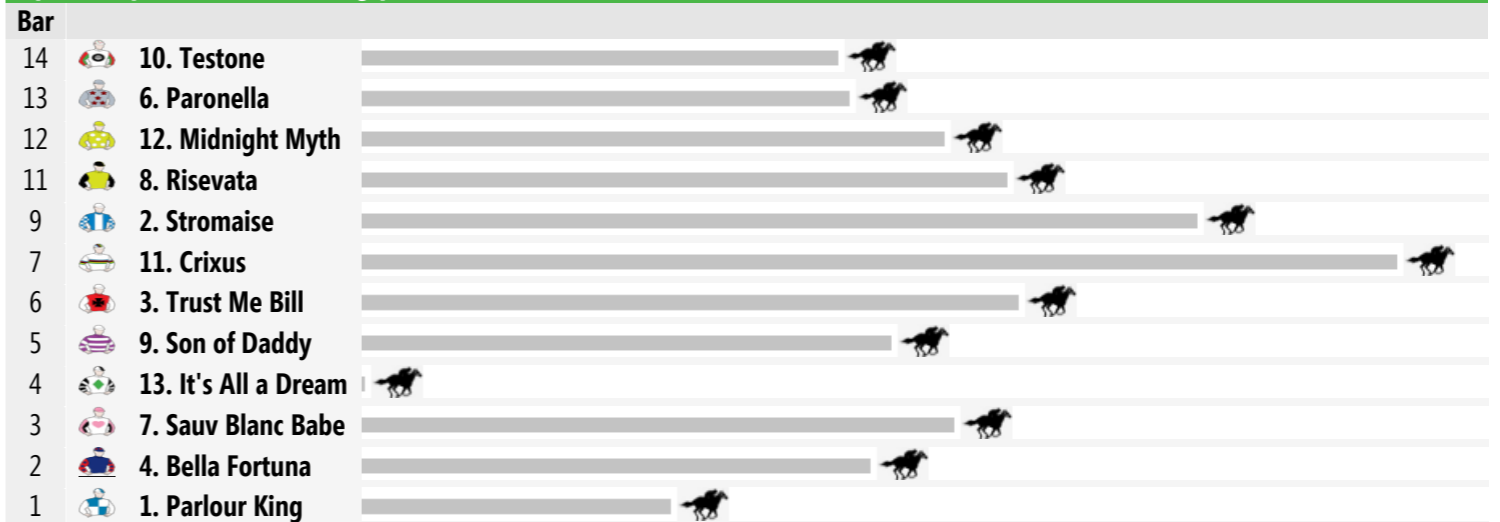 Bar
14 10. Testone
13 6. Paronella
12 12. Midnight Myth
11 8. Risevata
9 2. Stromaise
7 11. Crixus
6 3. Trust Me Bill
5 9. Son of Daddy
4 13. It's All a Dream
3 7. Sauv Blanc Babe
2 4. Bella Fortuna
1 1. Parlour King